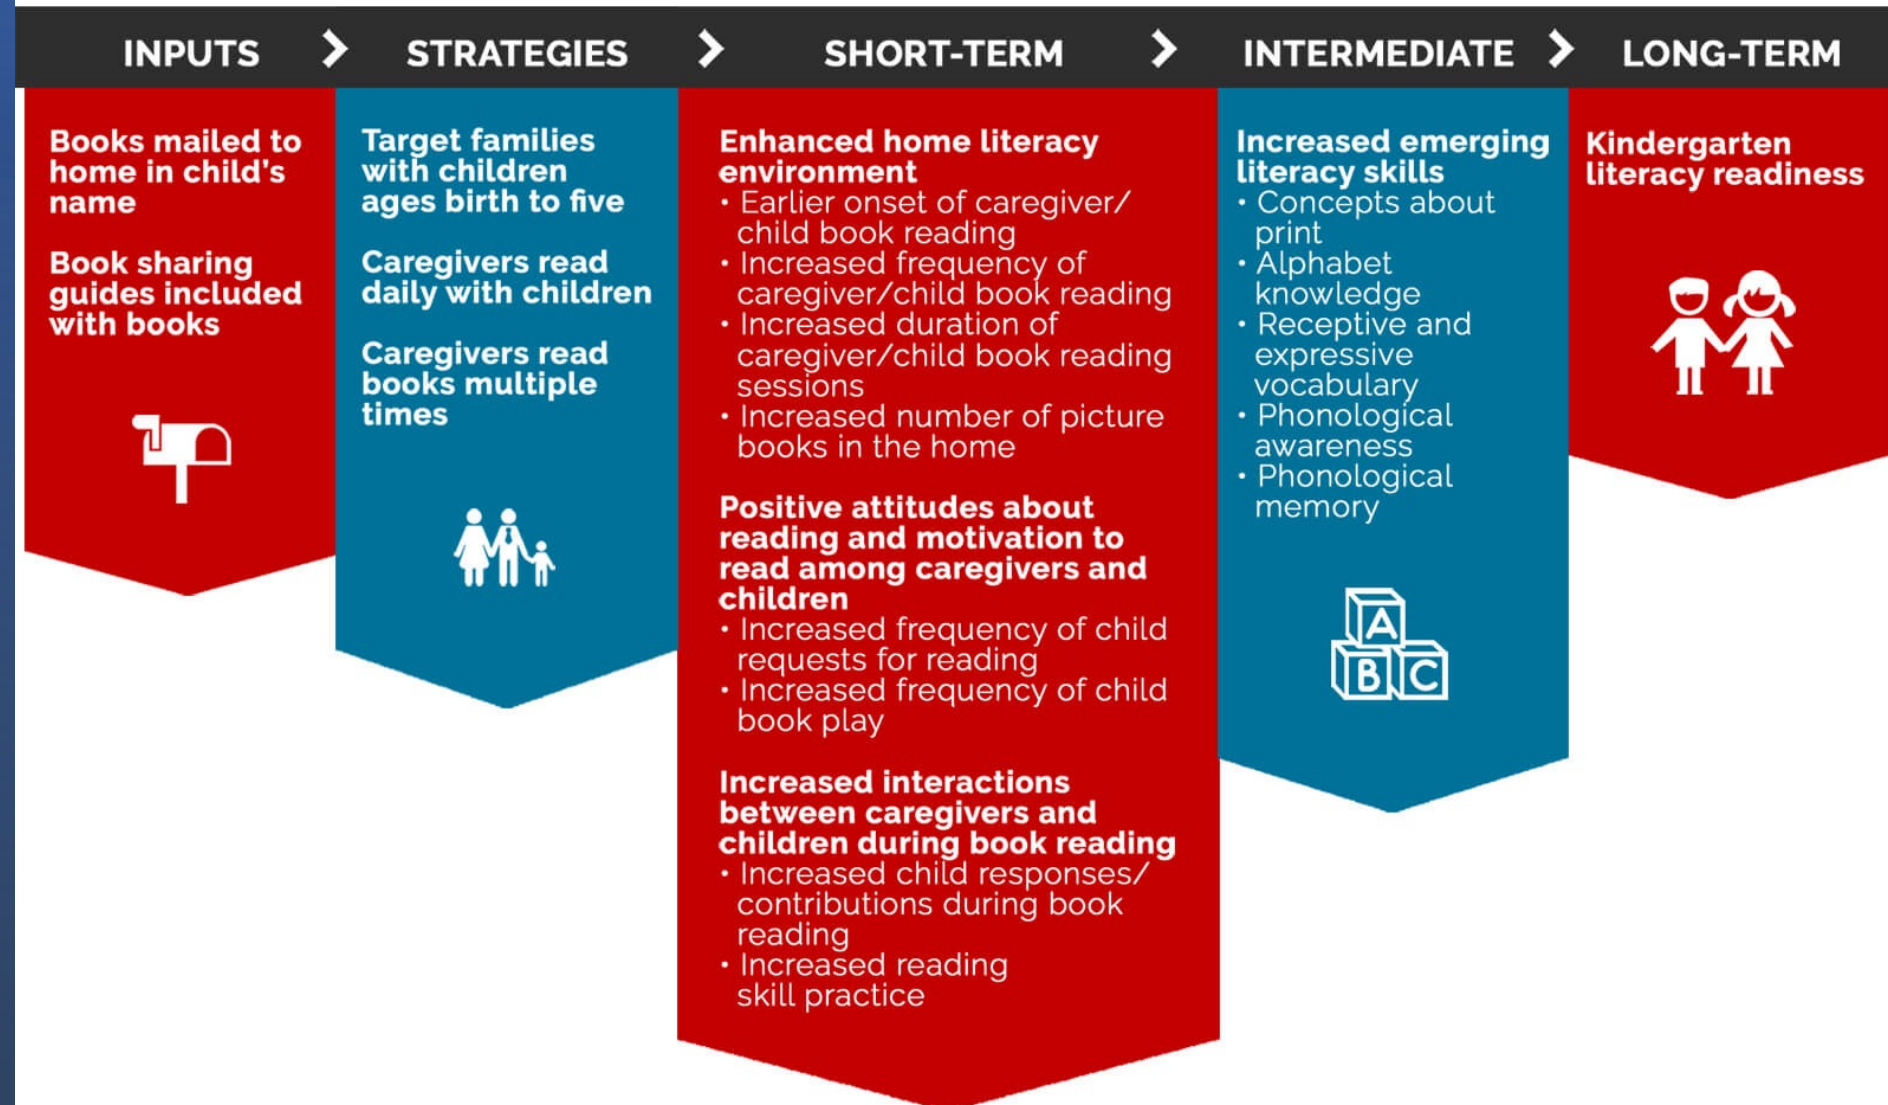 INPUTS > STRATEGIES > SHORT-TERM > INTERMEDIATE > LONG-TERM
Books mailed to
home in child's
name
Book sharing
guides included
with books
Target families
with children
ages birth to five
Caregivers read
daily with children
Caregivers read
books multiple
times
Enhanced home literacy
environment
• Earlier onset of caregiver/
child book reading
• Increased frequency of
caregiver/child book reading
• Increased duration of
caregiver/child book reading
sessions
• Increased number of picture
books in the home
Positive attitudes about
reading and motivation to
read among caregivers and
children
• Increased frequency of child
requests for reading
• Increased frequency of child
book play
Increased interactions
between caregivers and
children during book reading
• Increased child responses/
contributions during book
reading
• Increased reading
skill practice
Increased emerging
literacy skills
• Concepts about
print
• Alphabet
knowledge
• Receptive and
expressive
vocabulary
• Phonological
awareness
• Phonological
memory
A
B C
Kindergarten
literacy readiness